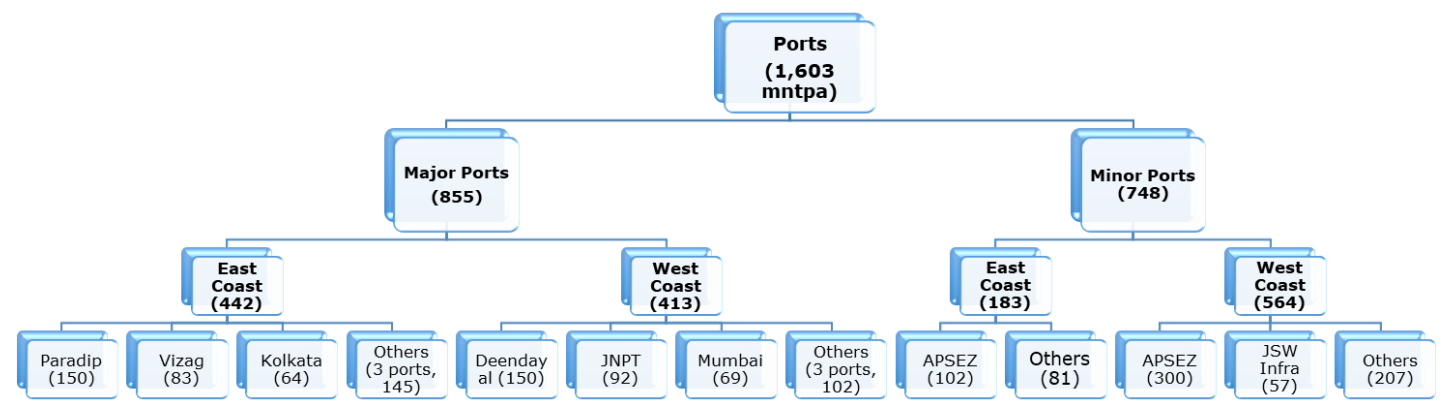 Ports
(1,603
mntpa)
Major Ports
(855)
Minor Ports
(748)
East
Coast
(442)
West
Coast
(413)
East
Coast
(183)
West
Coast
(564)
Paradip
(150)
Vizag
(83)
Kolkata
(64)
Others
(3 ports,
145)
Deenday
al (150)
JNPT
(92)
Mumbai
(69)
Others
(3 ports,
102)
APSEZ
(102)
Others
(81)
APSEZ
(300)
JSW
Infra
(57)
Others
(207)